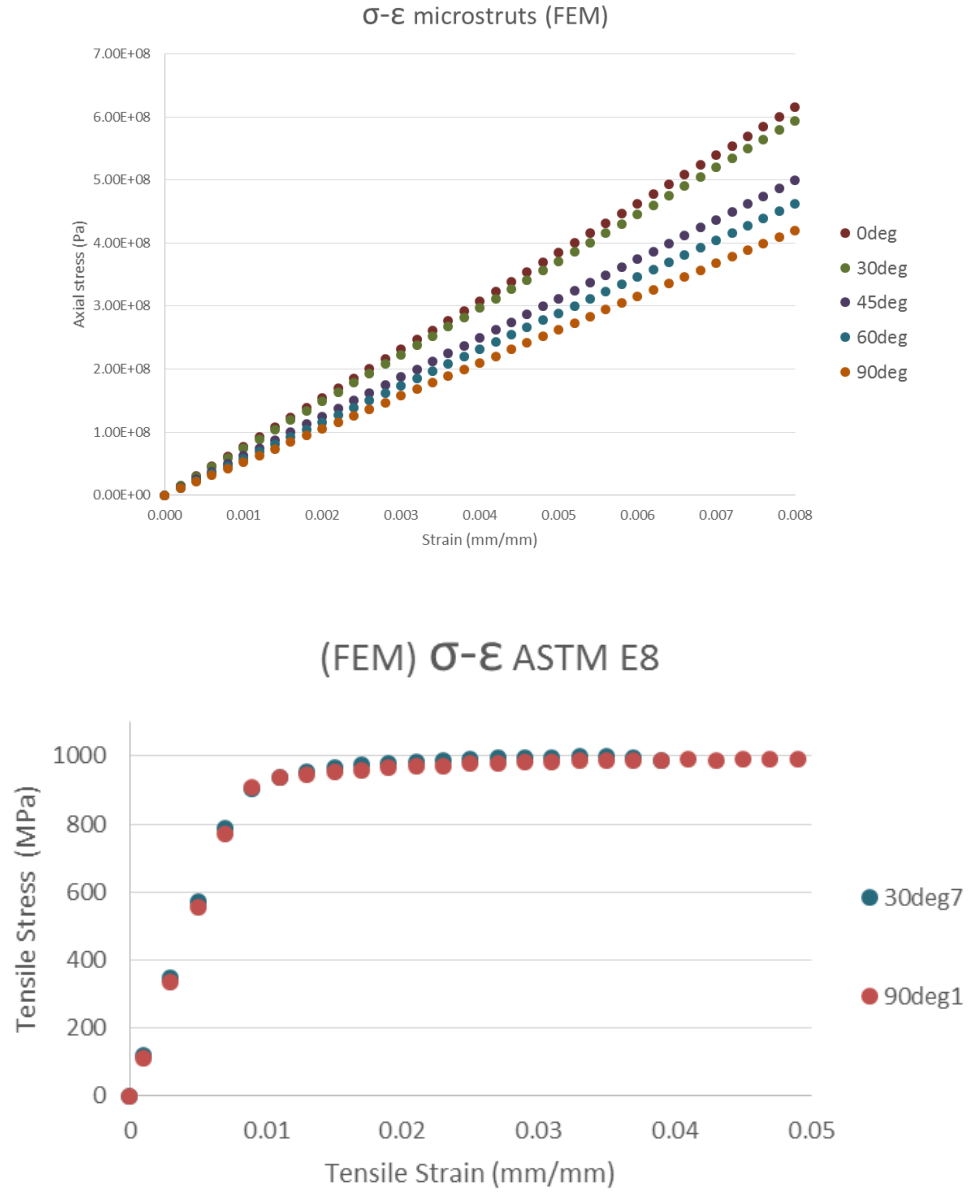 σ-ε microstruts (FEM)
7.00E+08
6.00E+08
5.00E+08
4.00E+08
3.00E+08
2.00E+08
1.00E+08
0.00E+00
Axial stress (Pa)
0.000 0.001 0.002 0.003 0.004 0.005 0.006 0.007 0.008
Strain (mm/mm)
0deg
30deg
45deg
60deg
90deg
(FEM) σ-ε ASTM E8
1000
800
600
400
200
0
Tensile Stress (MPa)
0 0.01 0.02 0.03 0.04 0.05
Tensile Strain (mm/mm)
30deg7
90deg1